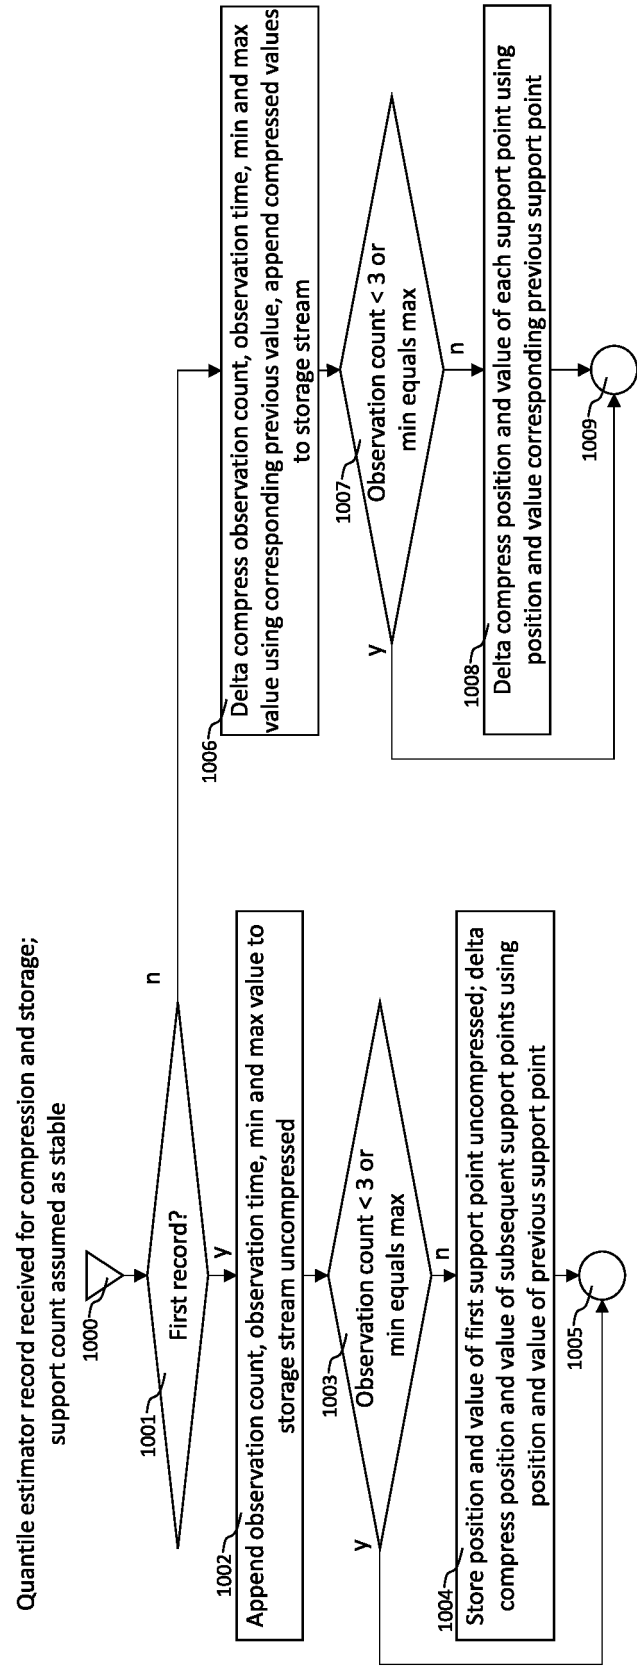 Quantile estimator record received for compression and storage;
support count assumed as stable
1000
1001
First record?
y
n
1002
Append observation count, observation time, min and max value to
storage stream uncompressed
1003
Observation count < 3 or
min equals max
y
n
1004
Store position and value of first support point uncompressed; delta
compress position and value of subsequent support points using
position and value of previous support point
1005
1006
Delta compress observation count, observation time, min and max
value using corresponding previous value, append compressed values
to storage stream
1007
Observation count < 3 or
min equals max
y
n
1008
Delta compress position and value of each support point using
position and value corresponding previous support point
1009